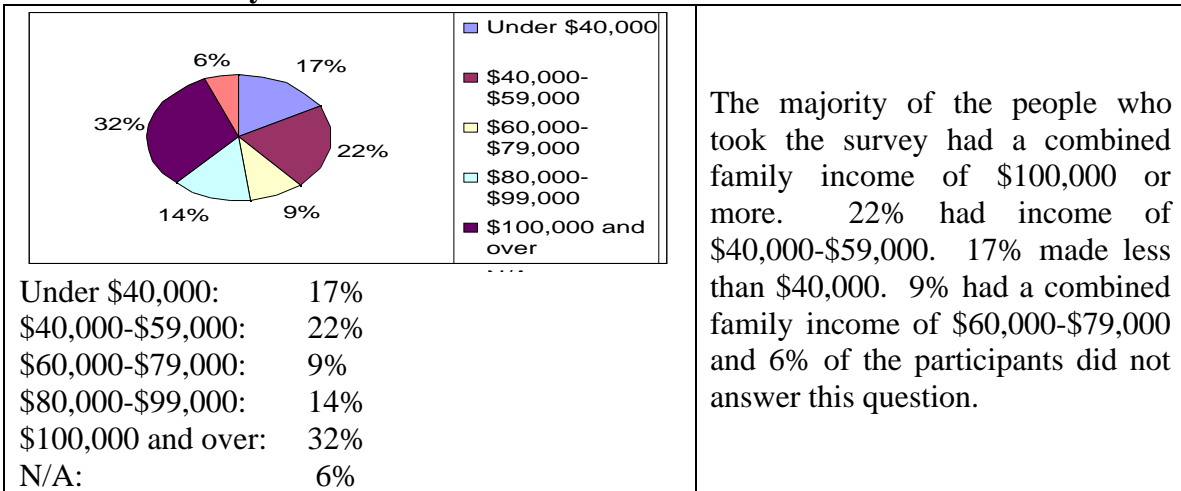 6%
17%
32%
22%
14%
9%
Under $40,000
$40,000-
$59,000
$60,000-
$79,000
$80,000-
$99,000
$100,000 and
over
Under $40,000: 17%
$40,000-$59,000: 22%
$60,000-$79,000: 9%
$80,000-$99,000: 14%
$100,000 and over: 32%
N/A: 6%
The majority of the people who
took the survey had a combined
family income of $100,000 or
more. 22% had income of
$40,000-$59,000. 17% made less
than $40,000. 9% had a combined
family income of $60,000-$79,000
and 6% of the participants did not
answer this question.